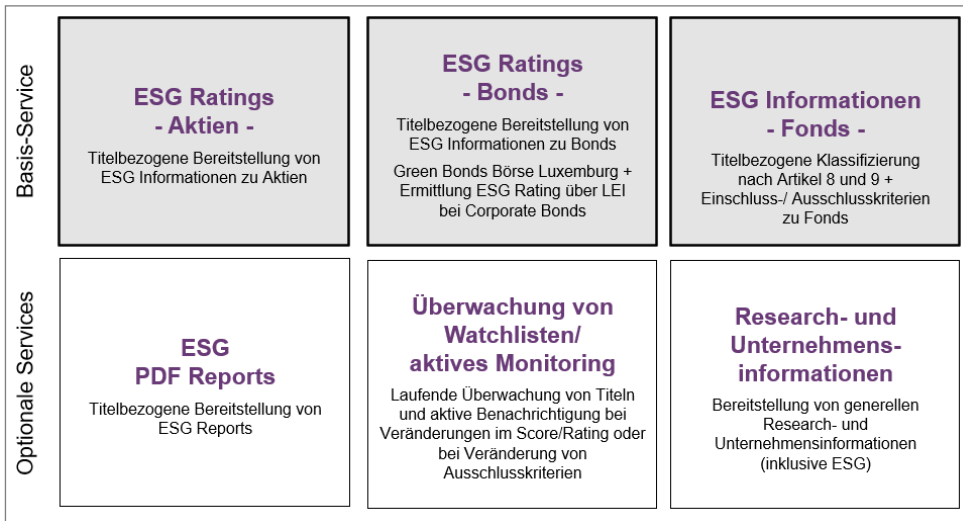 Basis-Service
ESG Ratings
- Aktien -
Titelbezogene Bereitstellung von
ESG Informationen zu Aktien
ESG Ratings
- Bonds -
Titelbezogene Bereitstellung von
ESG Informationen zu Bonds
Green Bonds Börse Luxemburg +
Ermittlung ESG Rating über LEI
bei Corporate Bonds
ESG Informationen
- Fonds -
Titelbezogene Klassifizierung
nach Artikel 8 und 9 +
Einschluss-/ Ausschlusskriterien
zu Fonds
Optionale Services
ESG
PDF Reports
Titelbezogene Bereitstellung von
ESG Reports
Überwachung von
Watchlisten/
aktives Monitoring
Laufende Überwachung von Titeln
und aktive Benachrichtigung bei
Veränderungen im Score/Rating oder
bei Veränderung von
Ausschlusskriterien
Research- und
Unternehmens-
informationen
Bereitstellung von generellen
Research- und
Unternehmensinformationen
(inklusive ESG)